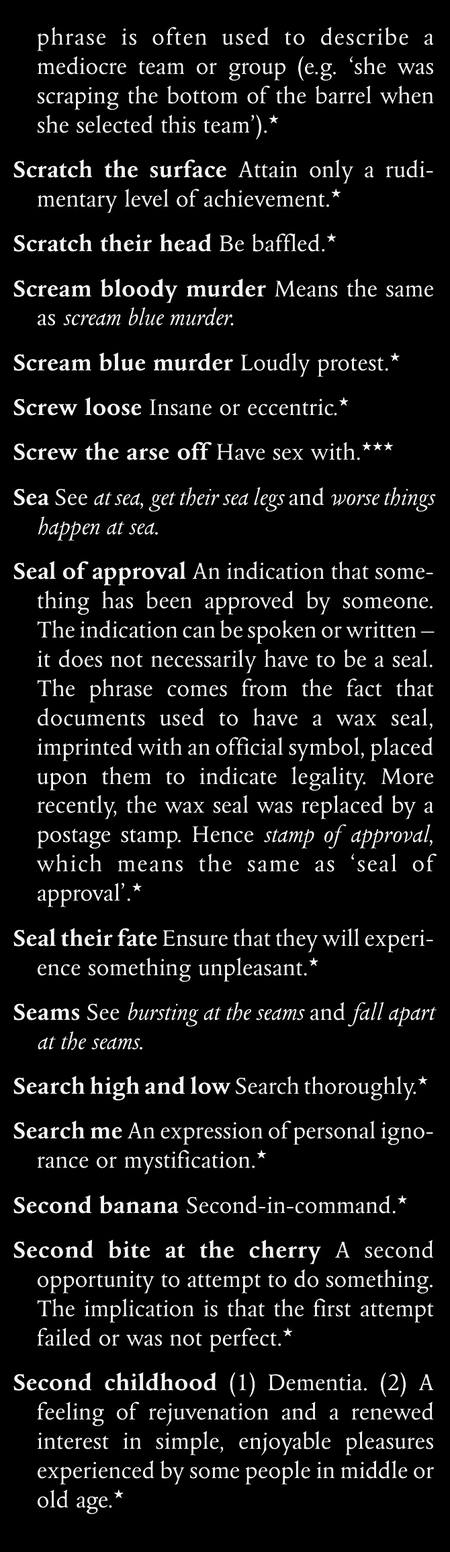 phrase is often used to describe a
mediocre team or group (e.g. ‘she was
scraping the bottom of the barrel when
she selected this team’).★
Scratch the surface Attain only a rudi-
mentary level of achievement.★
Scratch their head Be baffled.★
Scream bloody murder Means the same
as scream blue murder.
Scream blue murder Loudly protest.★
Screw loose Insane or eccentric.★
Screw the arse off Have sex with.★★★
Sea See at sea, get their sea legs and worse things
happen at sea.
Seal of approval An indication that some-
thing has been approved by someone.
The indication can be spoken or written –
it does not necessarily have to be a seal.
The phrase comes from the fact that
documents used to have a wax seal,
imprinted with an official symbol, placed
upon them to indicate legality. More
recently, the wax seal was replaced by a
postage stamp. Hence stamp of approval,
which means the same as ‘seal of
approval’.★
Seal their fate Ensure that they will experi-
ence something unpleasant.★
Seams See bursting at the seams and fall apart
at the seams.
Search high and low Search thoroughly.★
Search me An expression of personal igno-
rance or mystification.★
Second banana Second-in-command.★
Second bite at the cherry A second
opportunity to attempt to do something.
The implication is that the first attempt
failed or was not perfect.★
Second childhood (1) Dementia. (2) A
feeling of rejuvenation and a renewed
interest in simple, enjoyable pleasures
experienced by some people in middle or
old age.★